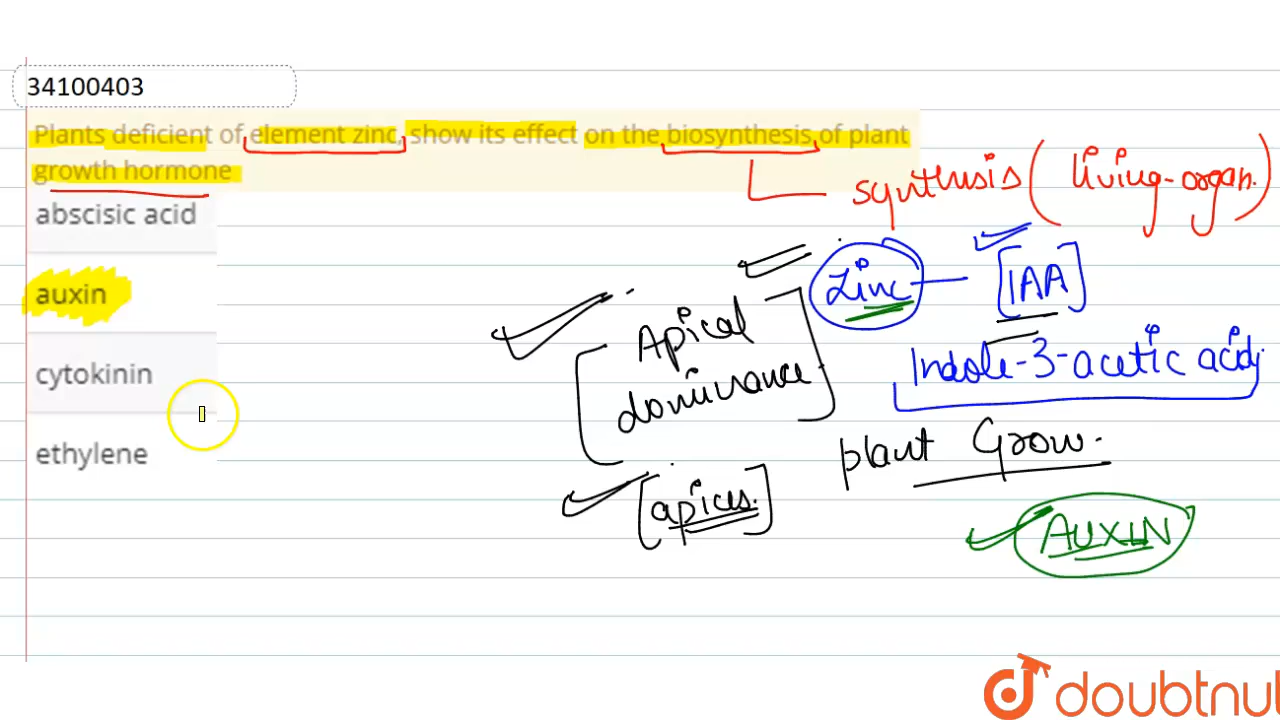 34100403
Plants deficient of element zinc, show its effect on the biosynthesis of plant
growth hormone
synthesis (living-organ.)
abscisic acid
Zinc — [IAA]
auxin
Apical
dominance
Indole-3-acetic acid
cytokinin
plant Grow.
ethylene
[apices.]
AUXIN
doubtnut